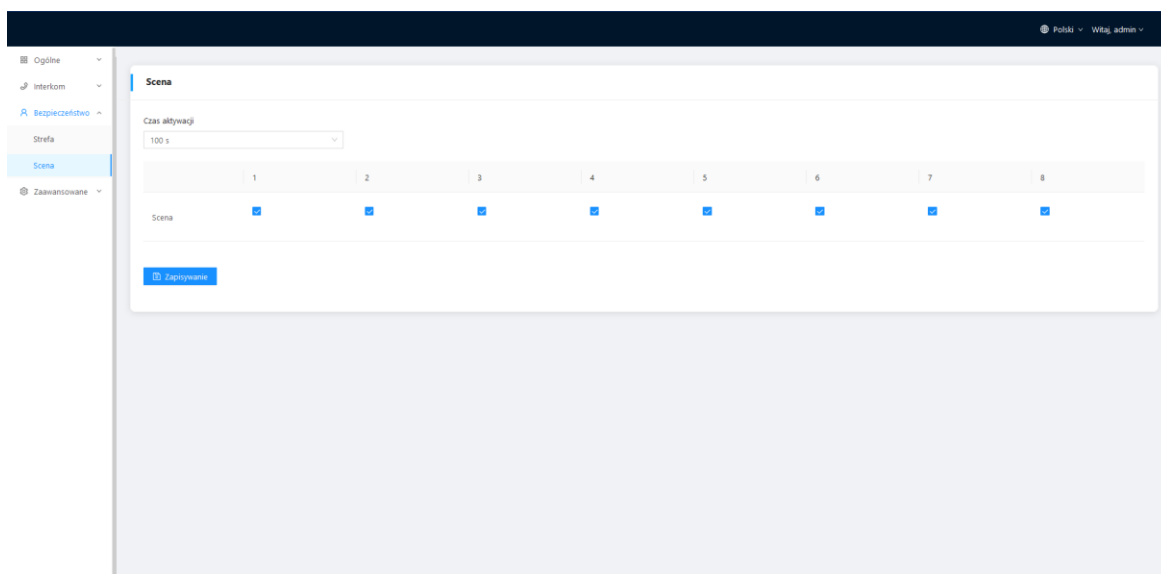 Polski Witaj, admin
Ogólne
Interkom
Bezpieczeństwo
Strefa
Scena
Zaawansowane
Scena
Czas aktywacji
100 s
1 2 3 4 5 6 7 8
Scena
Zapisywanie